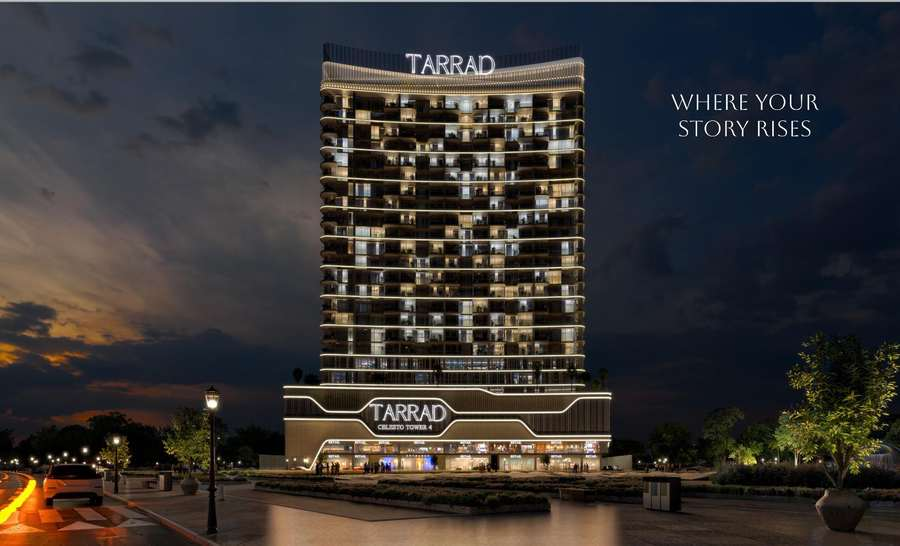 TARRAD
WHERE YOUR
STORY RISES
TARRAD
CELESTO TOWER 4